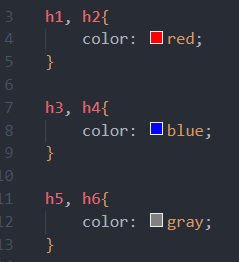 3 h1, h2{
4 color: red;
5 }
6
7 h3, h4{
8 color: blue;
9 }
10
11 h5, h6{
12 color: gray;
13 }